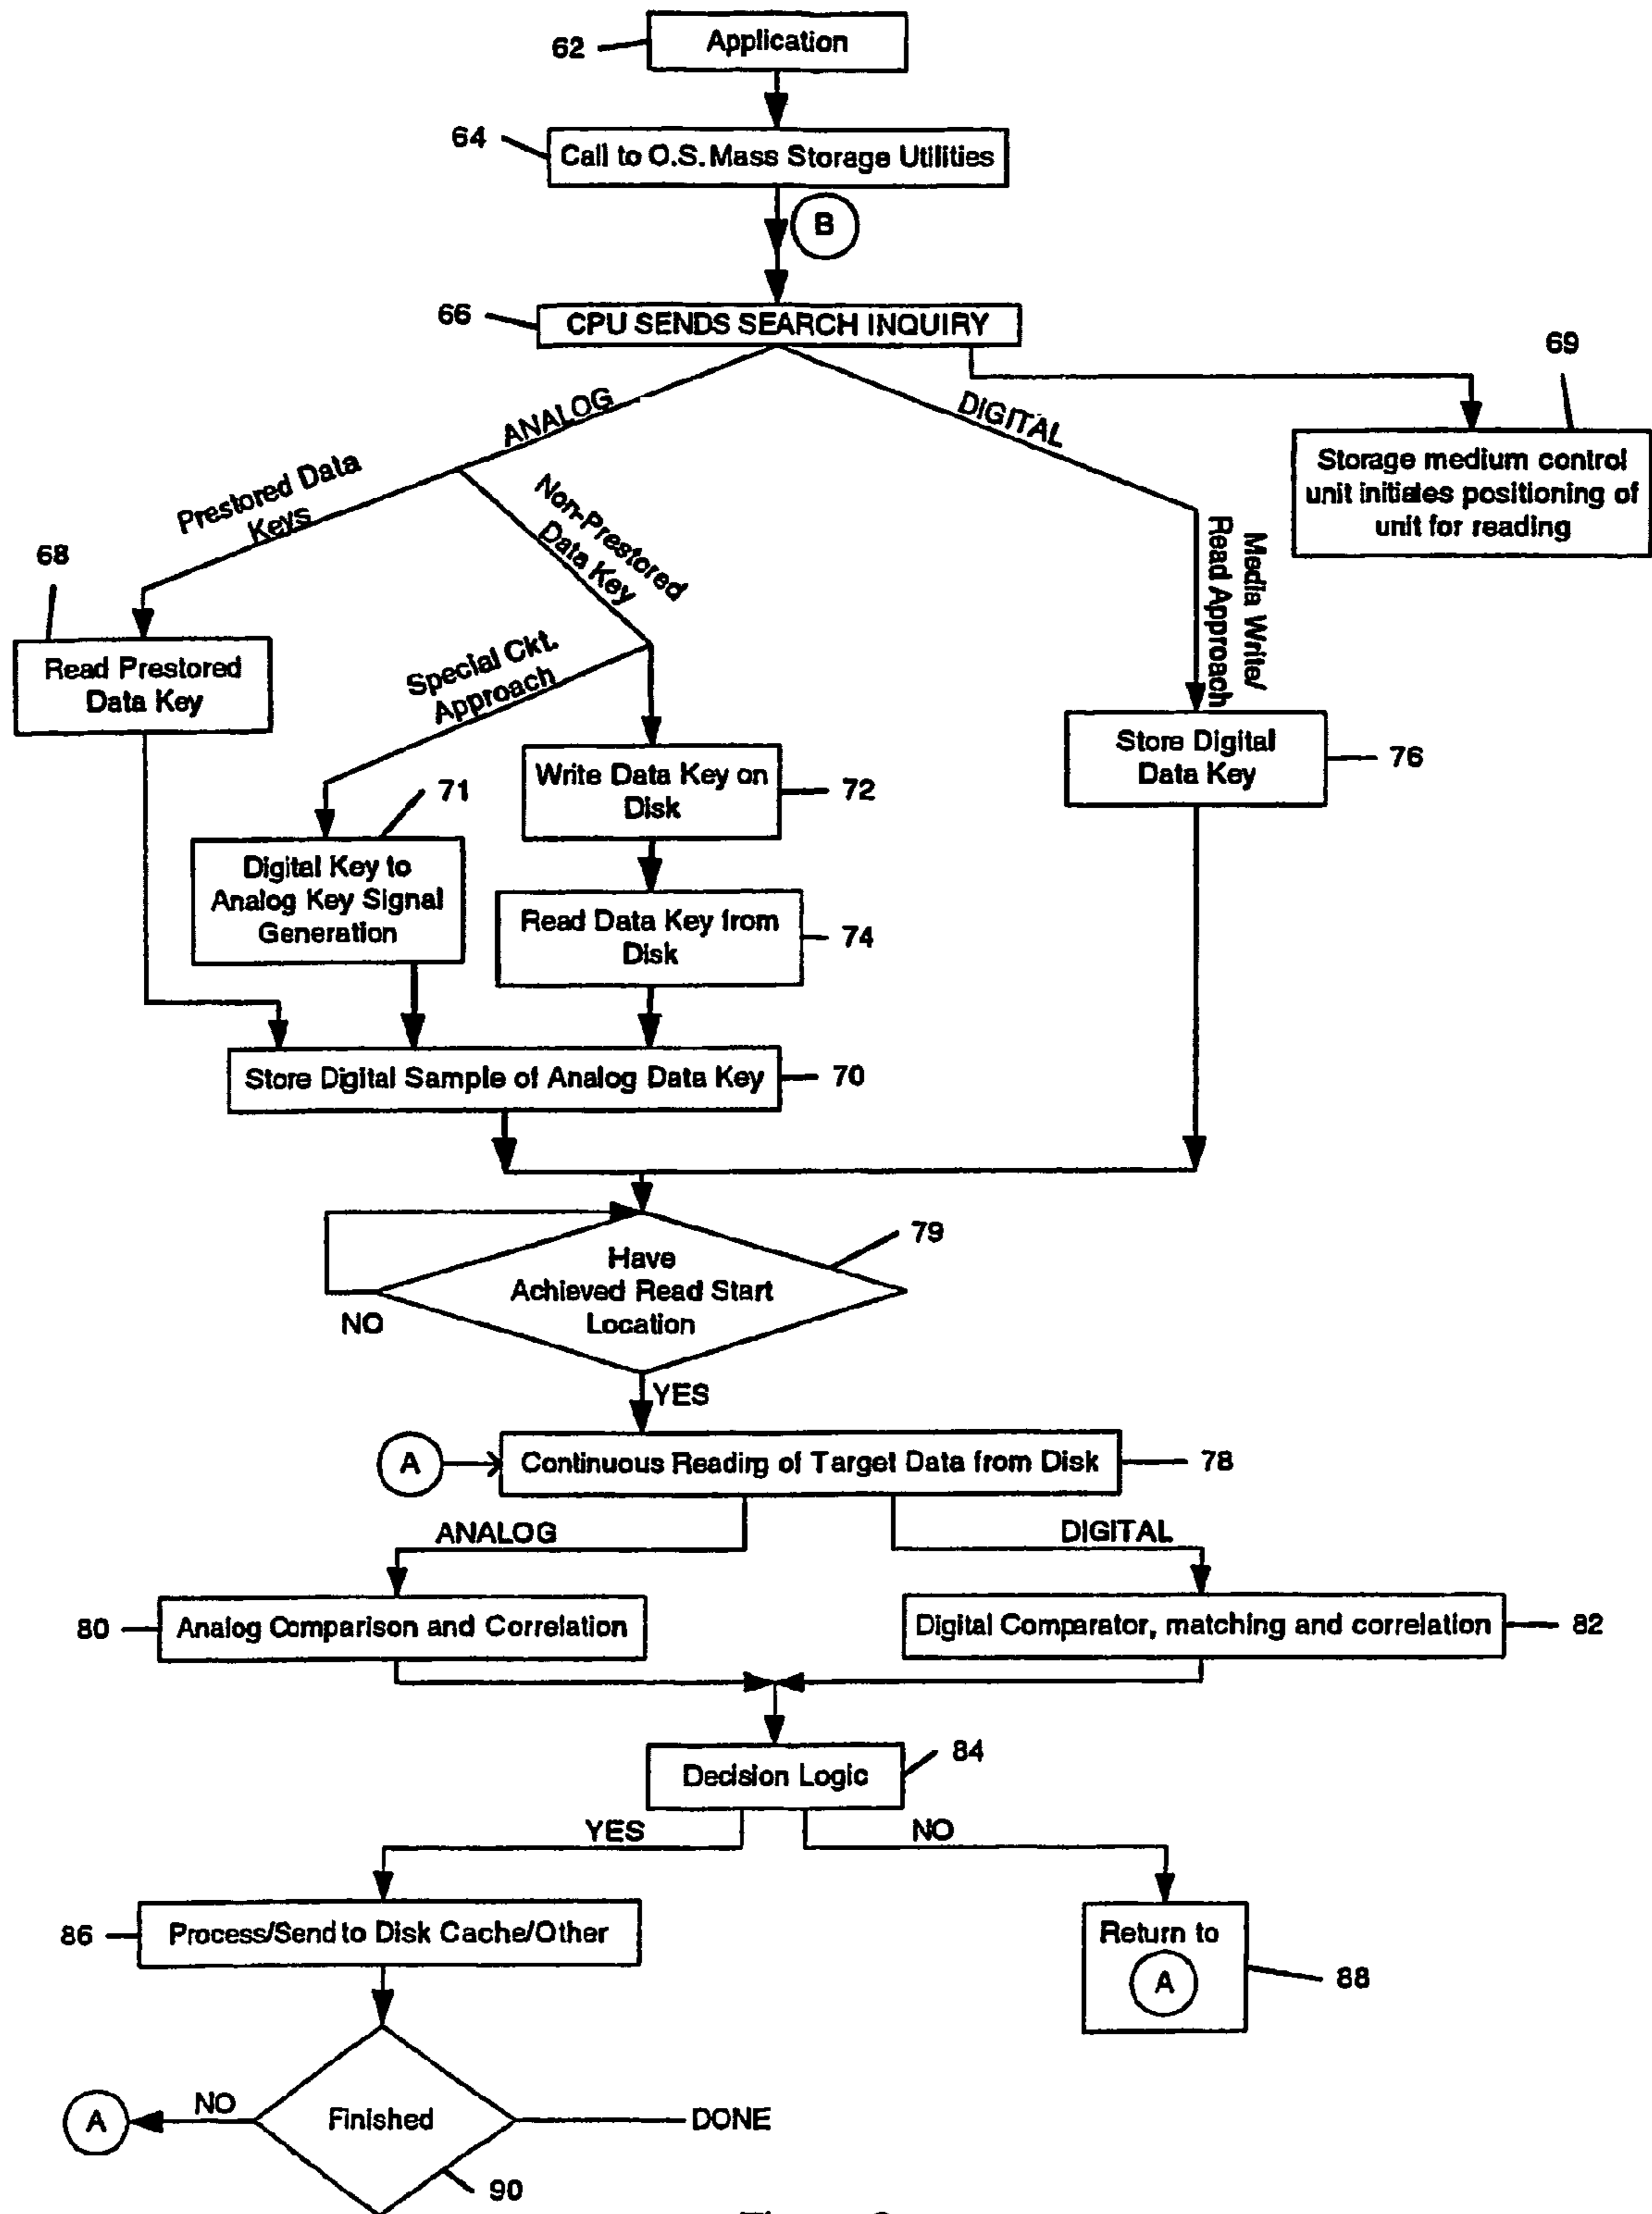 62
Application
64
Call to O.S. Mass Storage Utilities
B
66
CPU SENDS SEARCH INQUIRY
69
ANALOG
DIGITAL
Storage medium control
unit initiates positioning of
unit for reading
Prestored Data
Keys
Non-Prestored
Data Key
Media Write/
Read Approach
68
Read Prestored
Data Key
Special Ckt.
Approach
Store Digital
Data Key
76
71
Write Data Key on
Disk
72
Digital Key to
Analog Key Signal
Generation
Read Data Key from
Disk
74
Store Digital Sample of Analog Data Key
70
79
Have
Achieved Read Start
Location
NO
YES
A
Continuous Reading of Target Data from Disk
78
ANALOG
DIGITAL
80
Analog Comparison and Correlation
Digital Comparator, matching and correlation
82
84
Decision Logic
YES
NO
86
Process/Send to Disk Cache/Other
Return to
A
88
A
NO
Finished
DONE
90